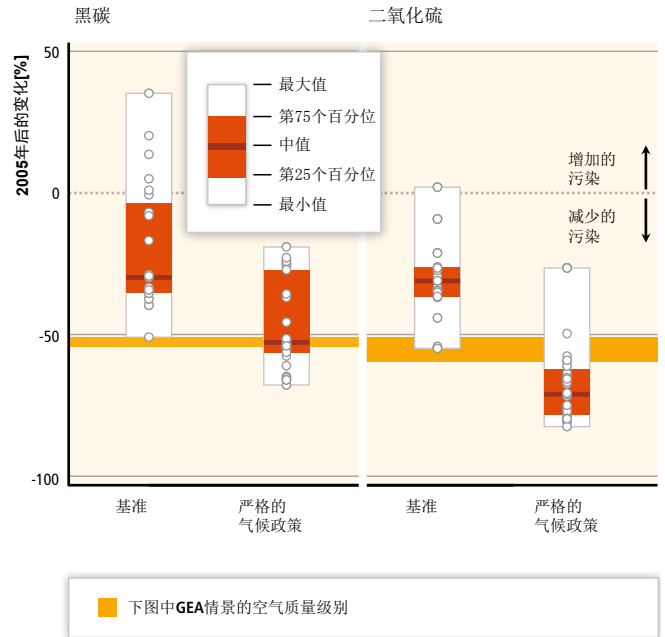 黑碳
二氧化硫
2005年后的变化[%]
50
0
-50
-100
最大值
第75个百分位
中值
第25个百分位
最小值
增加的
污染
减少的
污染
基准
严格的
气候政策
基准
严格的
气候政策
下图中GEA情景的空气质量级别